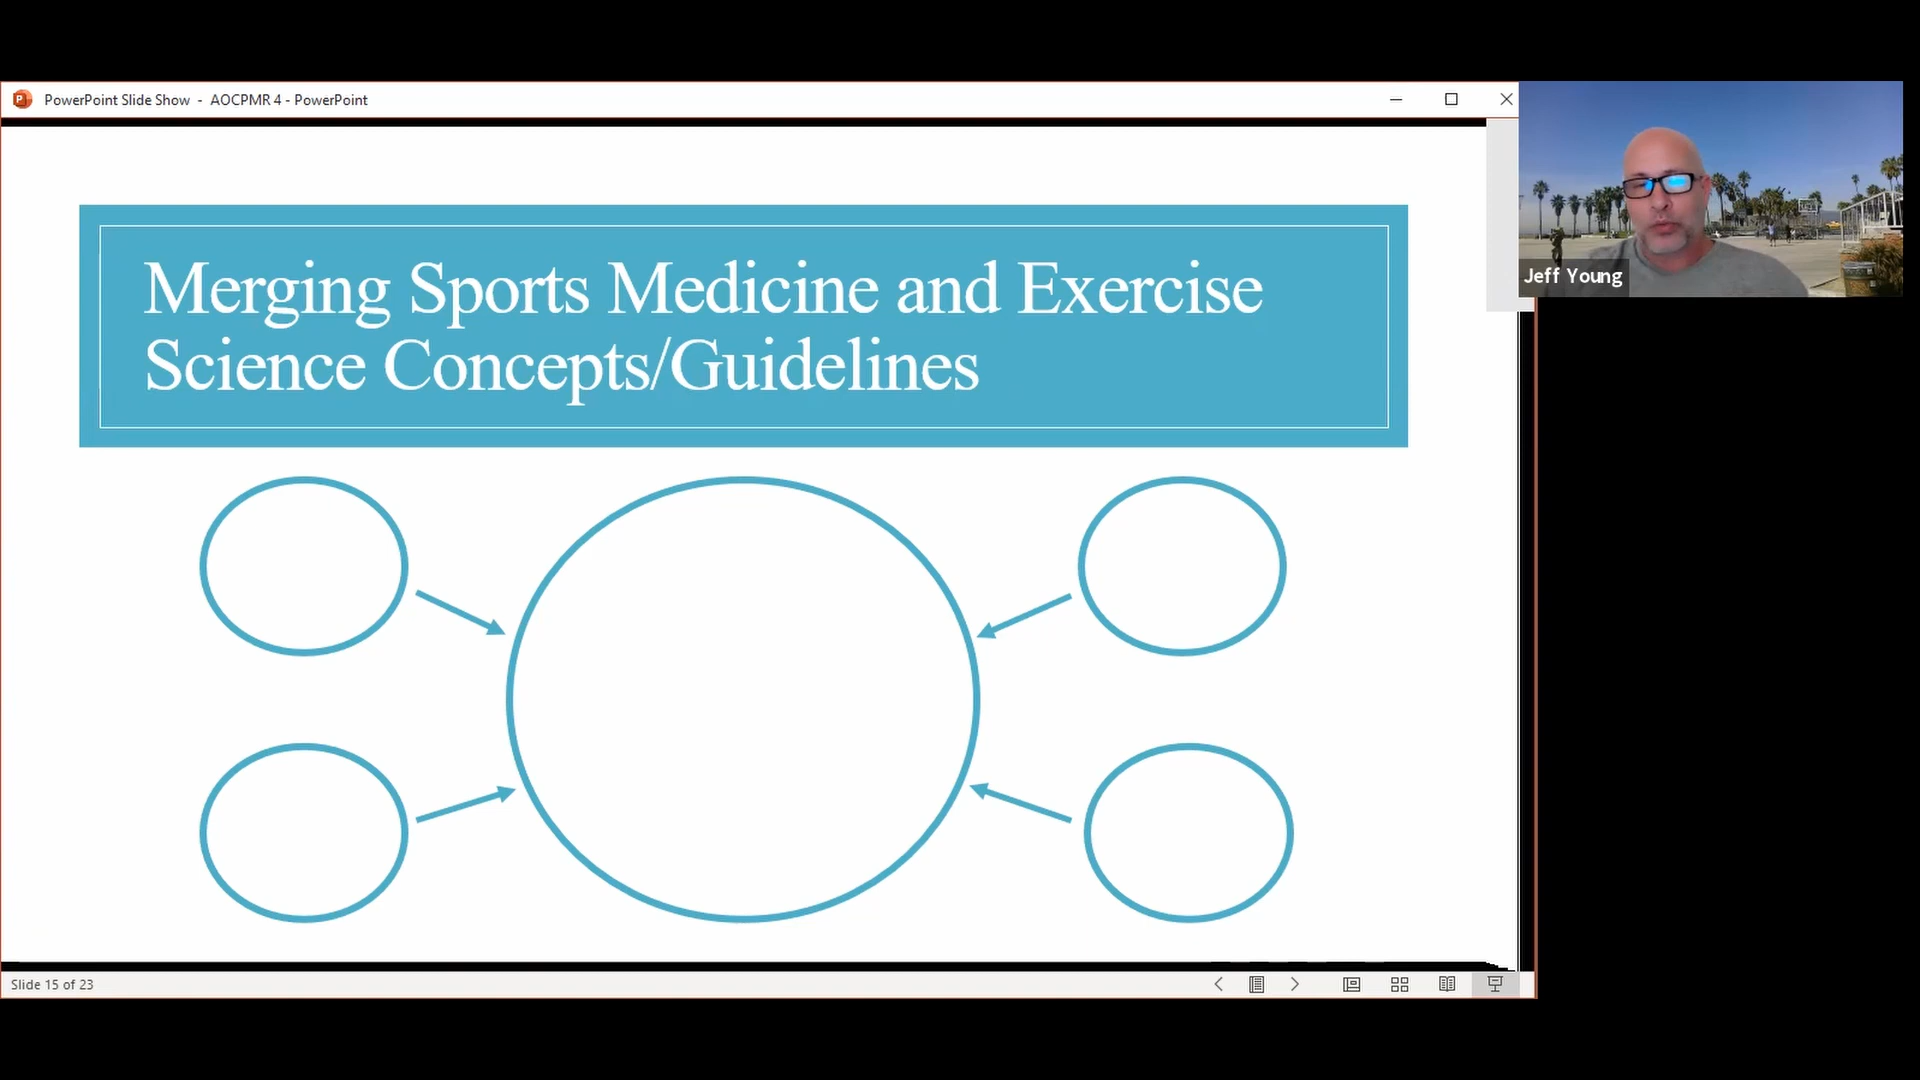 PowerPoint Slide Show - AOCPMR 4 - PowerPoint
Merging Sports Medicine and Exercise
Science Concepts/Guidelines
Jeff Young
Slide 15 of 23